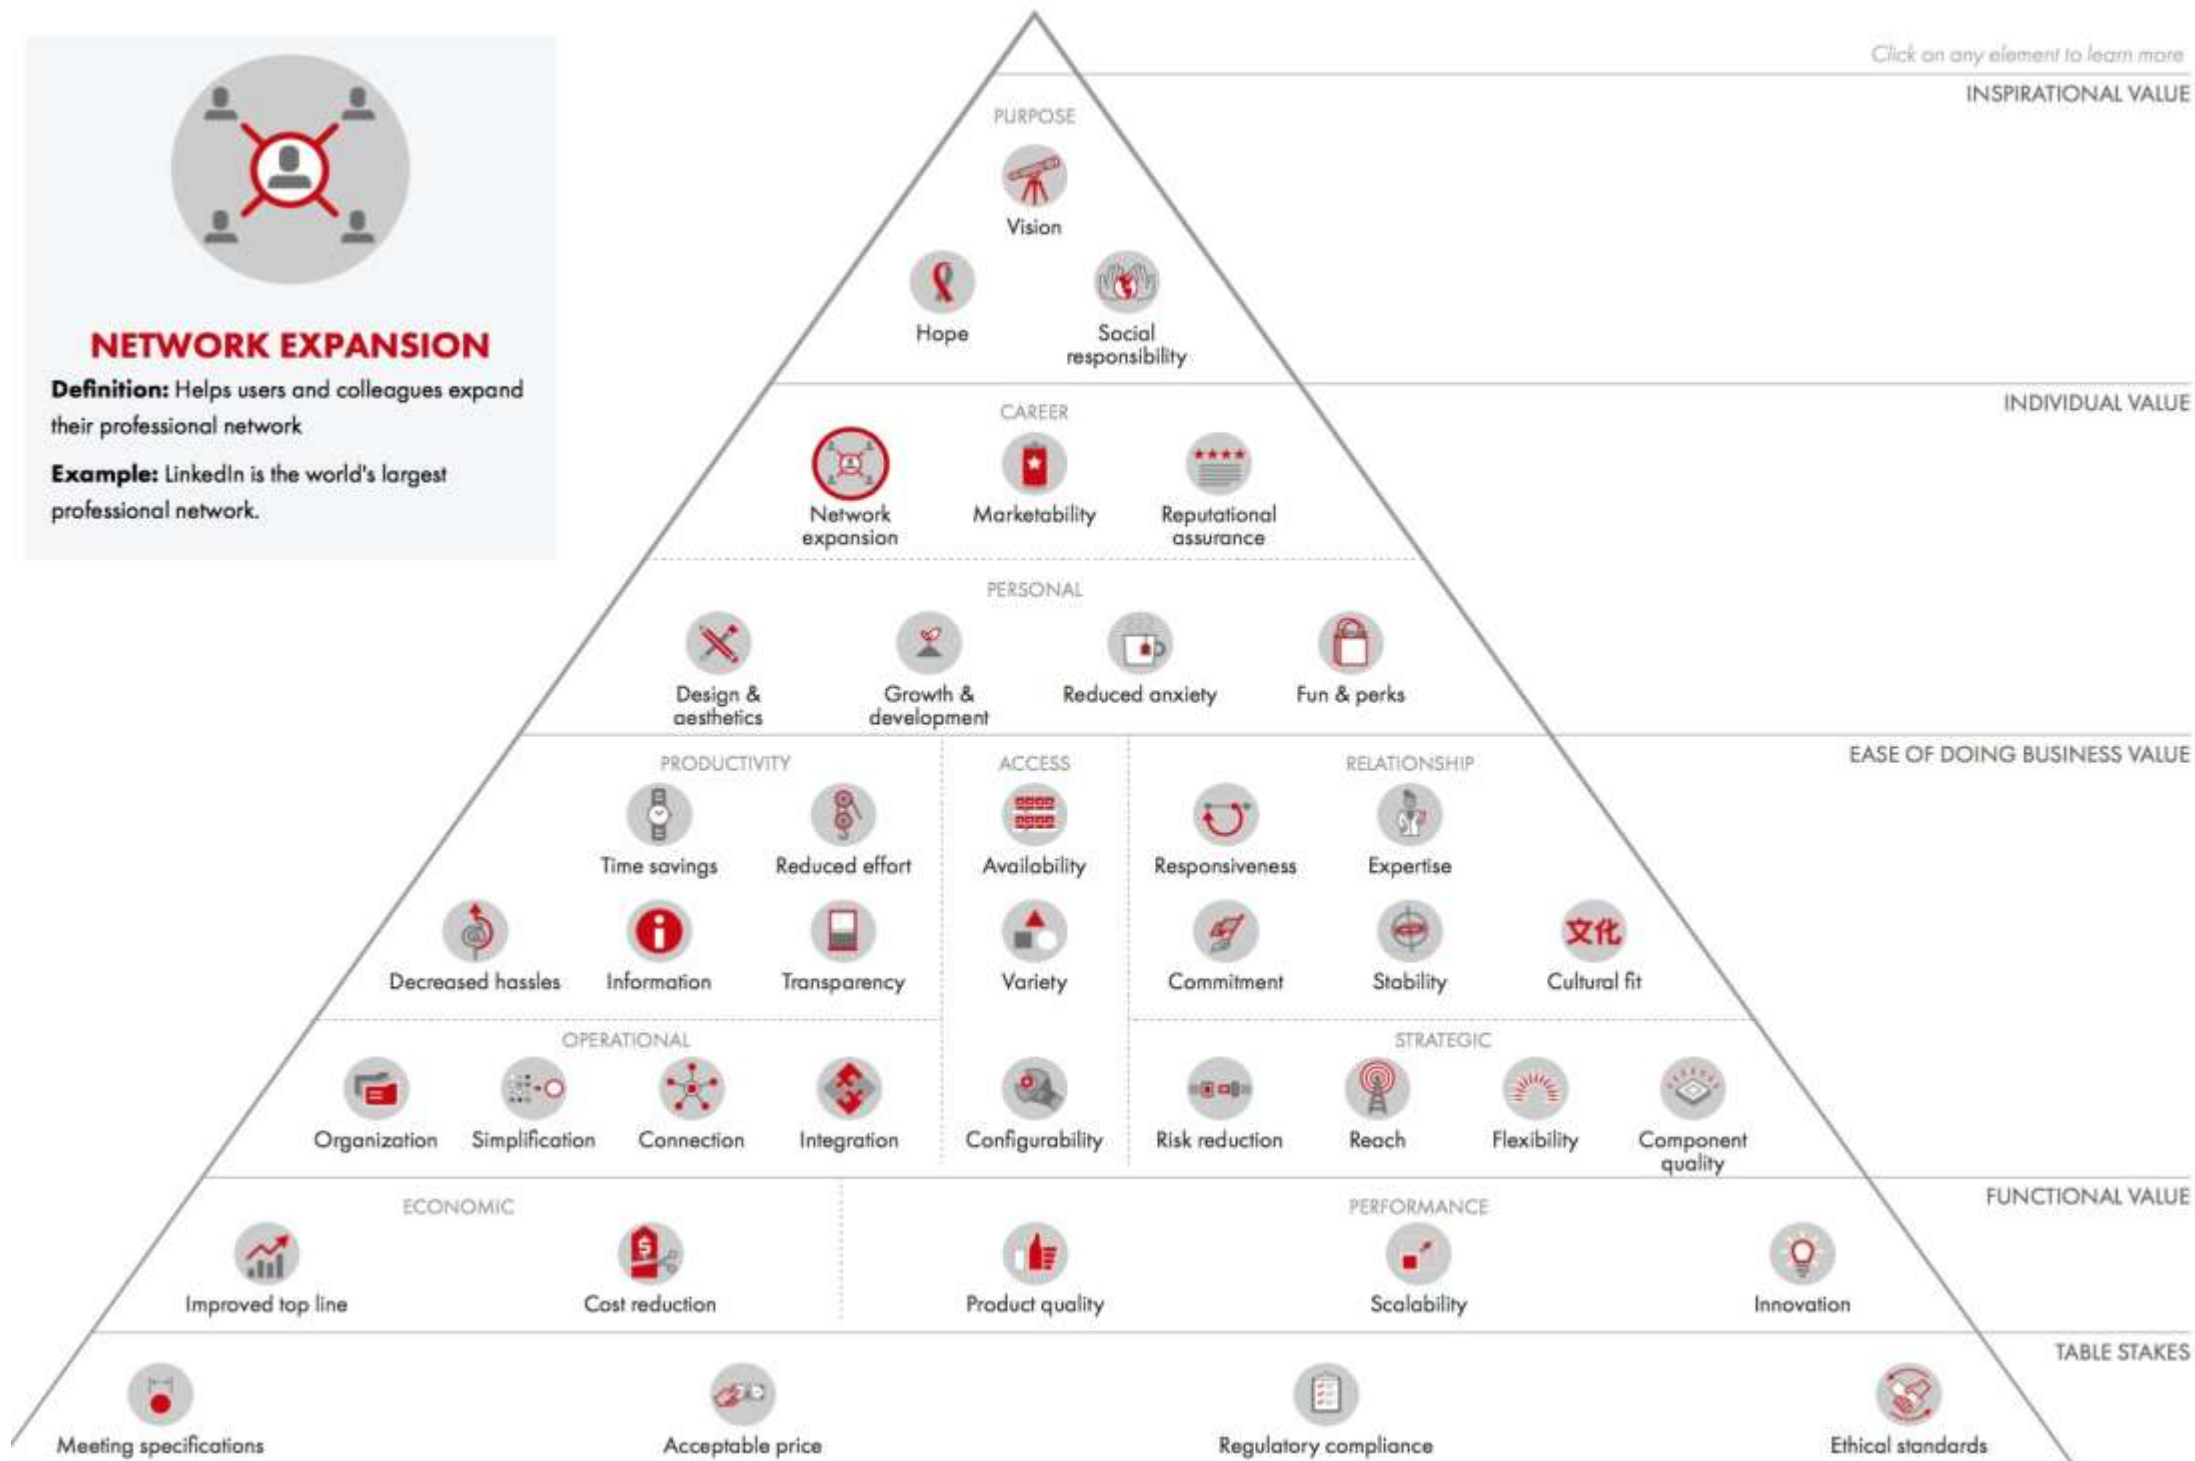 Click on any element to learn more
INSPIRATIONAL VALUE
PURPOSE
Vision
Hope
Social
responsibility
NETWORK EXPANSION
Definition: Helps users and colleagues expand
their professional network
Example: LinkedIn is the world's largest
professional network.
INDIVIDUAL VALUE
CAREER
Network
expansion
Marketability
Reputational
assurance
PERSONAL
Design &
aesthetics
Growth &
development
Reduced anxiety
Fun & perks
EASE OF DOING BUSINESS VALUE
PRODUCTIVITY
Time savings
Reduced effort
Decreased hassles
Information
Transparency
ACCESS
Availability
Variety
Configurability
RELATIONSHIP
Responsiveness
Expertise
Commitment
Stability
文化
Cultural fit
OPERATIONAL
Organization
Simplification
Connection
Integration
STRATEGIC
Risk reduction
Reach
Flexibility
Component
quality
FUNCTIONAL VALUE
ECONOMIC
Improved top line
$
Cost reduction
PERFORMANCE
Product quality
Scalability
Innovation
TABLE STAKES
Meeting specifications
Acceptable price
Regulatory compliance
Ethical standards